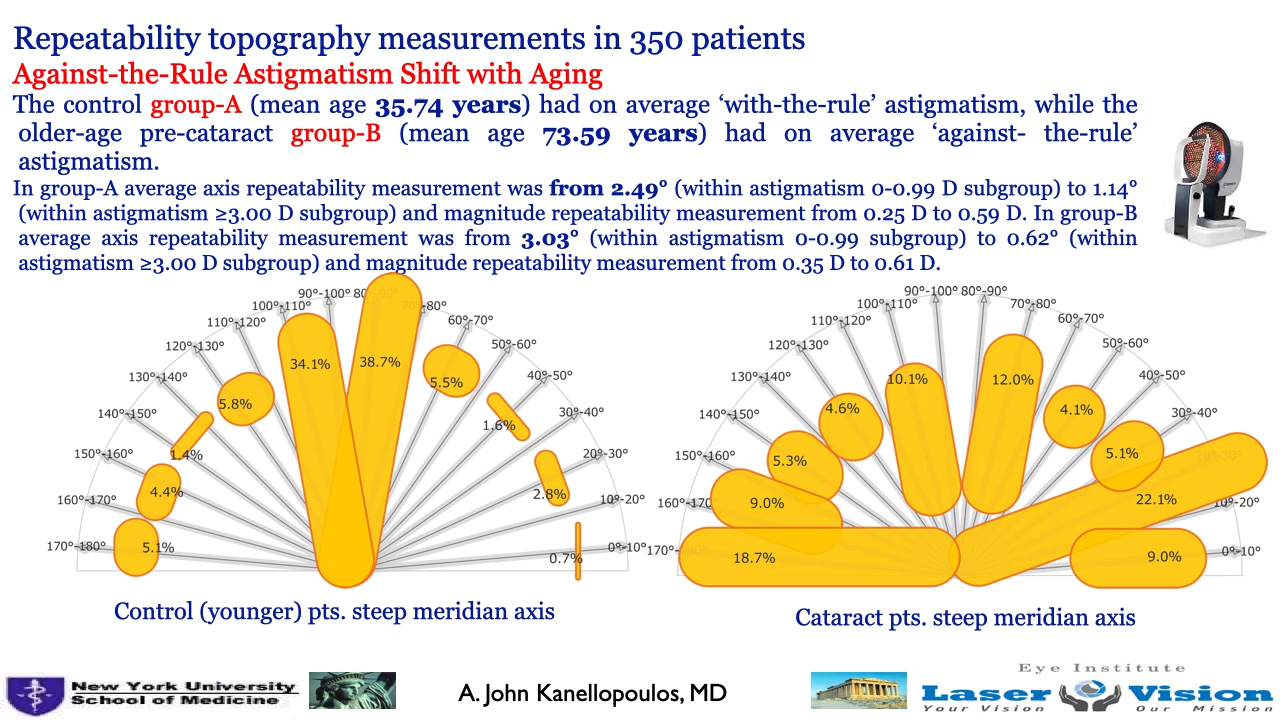 Repeatability topography measurements in 350 patients
Against-the-Rule Astigmatism Shift with Aging
The control group-A (mean age 35.74 years) had on average ‘with-the-rule’ astigmatism, while the
older-age pre-cataract group-B (mean age 73.59 years) had on average ‘against- the-rule’
astigmatism.
In group-A average axis repeatability measurement was from 2.49° (within astigmatism 0-0.99 D subgroup) to 1.14°
(within astigmatism ≥3.00 D subgroup) and magnitude repeatability measurement from 0.25 D to 0.59 D. In group-B
average axis repeatability measurement was from 3.03° (within astigmatism 0-0.99 subgroup) to 0.62° (within
astigmatism ≥3.00 D subgroup) and magnitude repeatability measurement from 0.35 D to 0.61 D.
90°-100° 80°-90°
100°-110° 70°-80°
110°-120° 60°-70°
120°-130° 50°-60°
130°-140° 40°-50°
140°-150° 30°-40°
150°-160° 20°-30°
160°-170° 10°-20°
170°-180° 0°-10°
34.1% 38.7%
5.8% 5.5%
1.4% 1.6%
4.4% 2.8%
5.1% 0.7%
Control (younger) pts. steep meridian axis
90°-100° 80°-90°
100°-110° 70°-80°
110°-120° 60°-70°
120°-130° 50°-60°
130°-140° 40°-50°
140°-150° 30°-40°
150°-160° 20°-30°
160°-170° 10°-20°
170°-180° 0°-10°
10.1% 12.0%
4.6% 4.1%
5.3% 5.1%
9.0% 22.1%
18.7% 9.0%
Cataract pts. steep meridian axis
New York University
School of Medicine
A. John Kanellopoulos, MD
Eye Institute
Laser Vision
Your Vision Our Mission